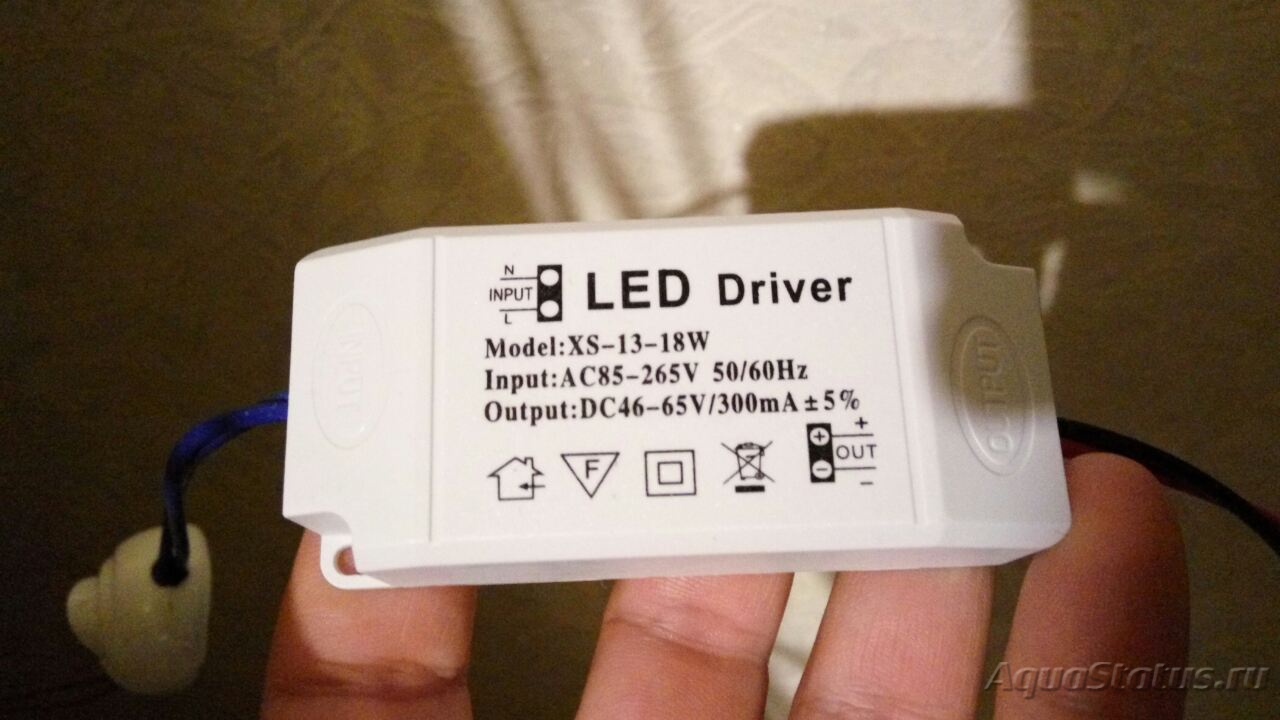 N
INPUT
L
LED Driver
Model:XS-13-18W
Input:AC85-265V 50/60Hz
Output:DC46-65V/300mA±5%
F
+
OUT
-
INPUT
OUTPUT
AquaStatus.ru